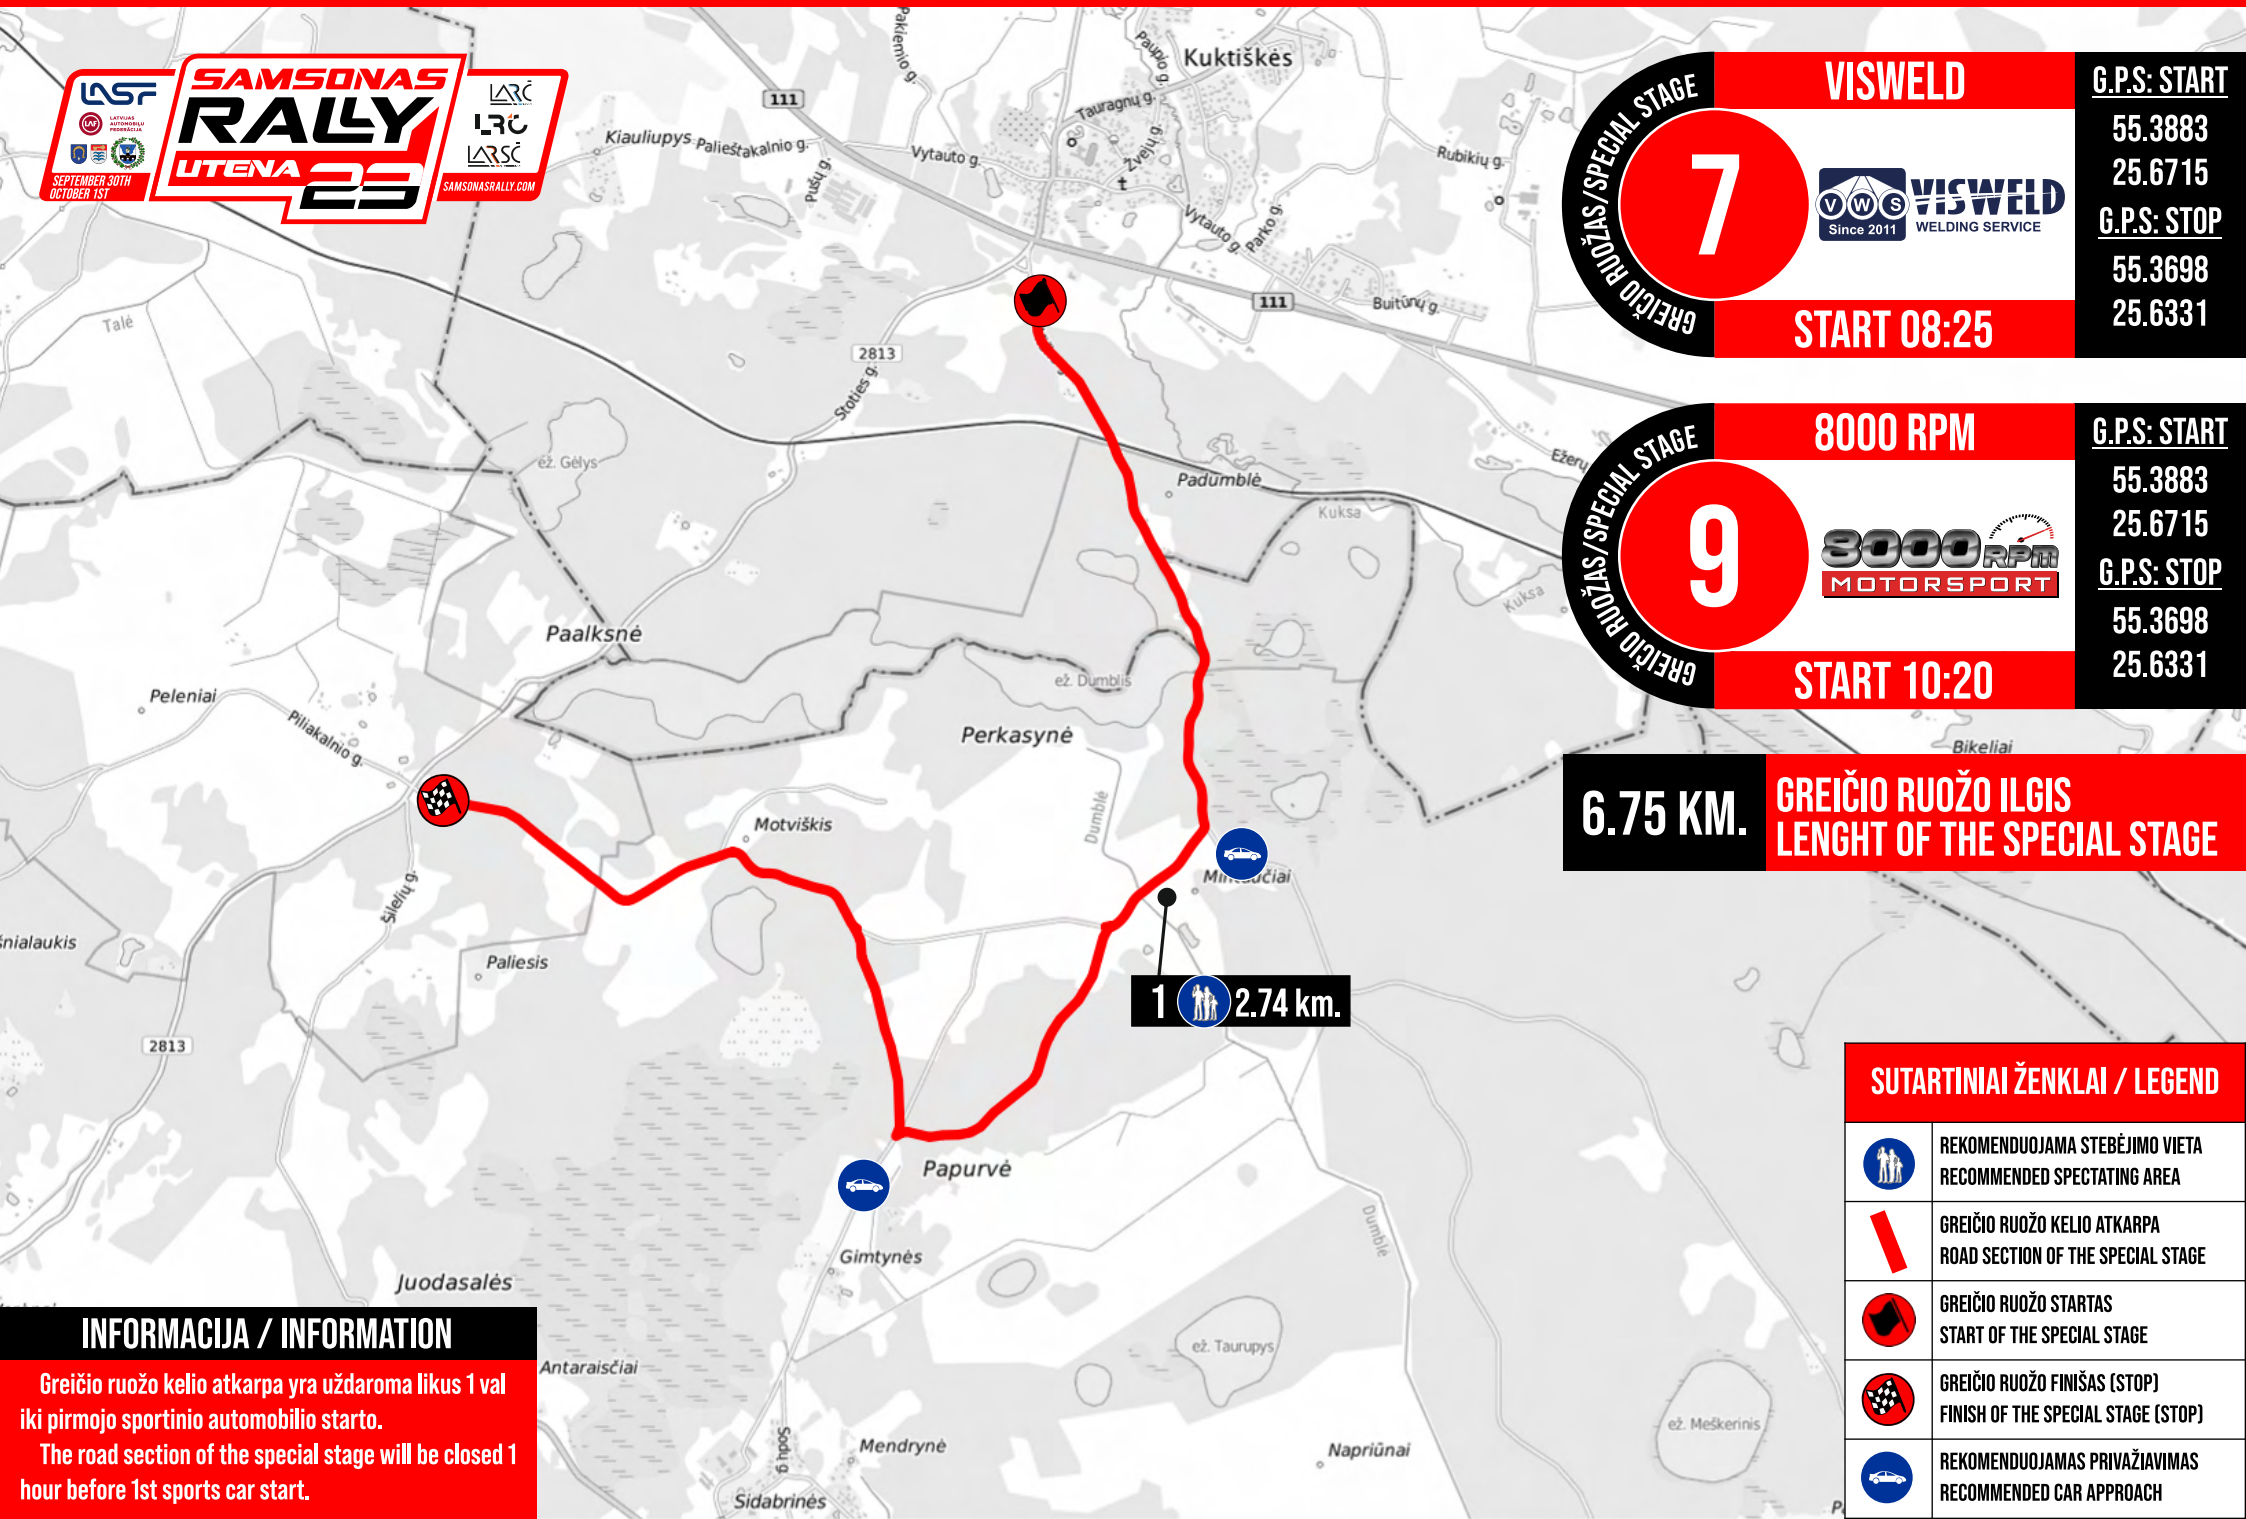 LASF
LAF
LATVIJAS
AUTOMOBIĻU
FEDERĀCIJA
SAMSONAS
RALLY
UTENA 23
SEPTEMBER 30TH
OCTOBER 1ST
LARČ
LRČ
LARSČ
SAMSONASRALLY.COM
Kuktiškės
Pakiemio g.
Paupio g.
Tauragnų g.
Žvejų g.
111
Kiauliupys
Palieštakalnio g.
Pušų g.
Vytauto g.
Vytauto g.
Parko g.
Rubikių g.
111
Buitūnų g.
Talė
2813
Stoties g.
ež. Gėlys
Padumblė
Kuksa
Kuksa
Paalksnė
ež. Dumblis
Perkasynė
Peleniai
Piliakalnio g.
Motviškis
Dumblė
Šilelių g.
Paliesis
2813
1 2.74 km.
Papurvė
Gimtynės
Juodasalės
Dumblė
ež. Taurupys
Antaraisčiai
Sodų g
Mendrynė
Sidabrinės
Napriūnai
ež. Meškerinis
Bikeliai
GREIČIO RUOŽAS/SPECIAL STAGE
7
VISWELD
VWS
Since 2011
VISWELD
WELDING SERVICE
START 08:25
G.P.S: START
55.3883
25.6715
G.P.S: STOP
55.3698
25.6331
GREIČIO RUOŽAS/SPECIAL STAGE
9
8000 RPM
8000 RPM
MOTORSPORT
START 10:20
G.P.S: START
55.3883
25.6715
G.P.S: STOP
55.3698
25.6331
6.75 KM.
GREIČIO RUOŽO ILGIS
LENGHT OF THE SPECIAL STAGE
SUTARTINIAI ŽENKLAI / LEGEND
REKOMENDUOJAMA STEBĖJIMO VIETA
RECOMMENDED SPECTATING AREA
GREIČIO RUOŽO KELIO ATKARPA
ROAD SECTION OF THE SPECIAL STAGE
GREIČIO RUOŽO STARTAS
START OF THE SPECIAL STAGE
GREIČIO RUOŽO FINIŠAS (STOP)
FINISH OF THE SPECIAL STAGE (STOP)
REKOMENDUOJAMAS PRIVAŽIAVIMAS
RECOMMENDED CAR APPROACH
INFORMACIJA / INFORMATION
Greičio ruožo kelio atkarpa yra uždaroma likus 1 val
iki pirmojo sportinio automobilio starto.
The road section of the special stage will be closed 1
hour before 1st sports car start.